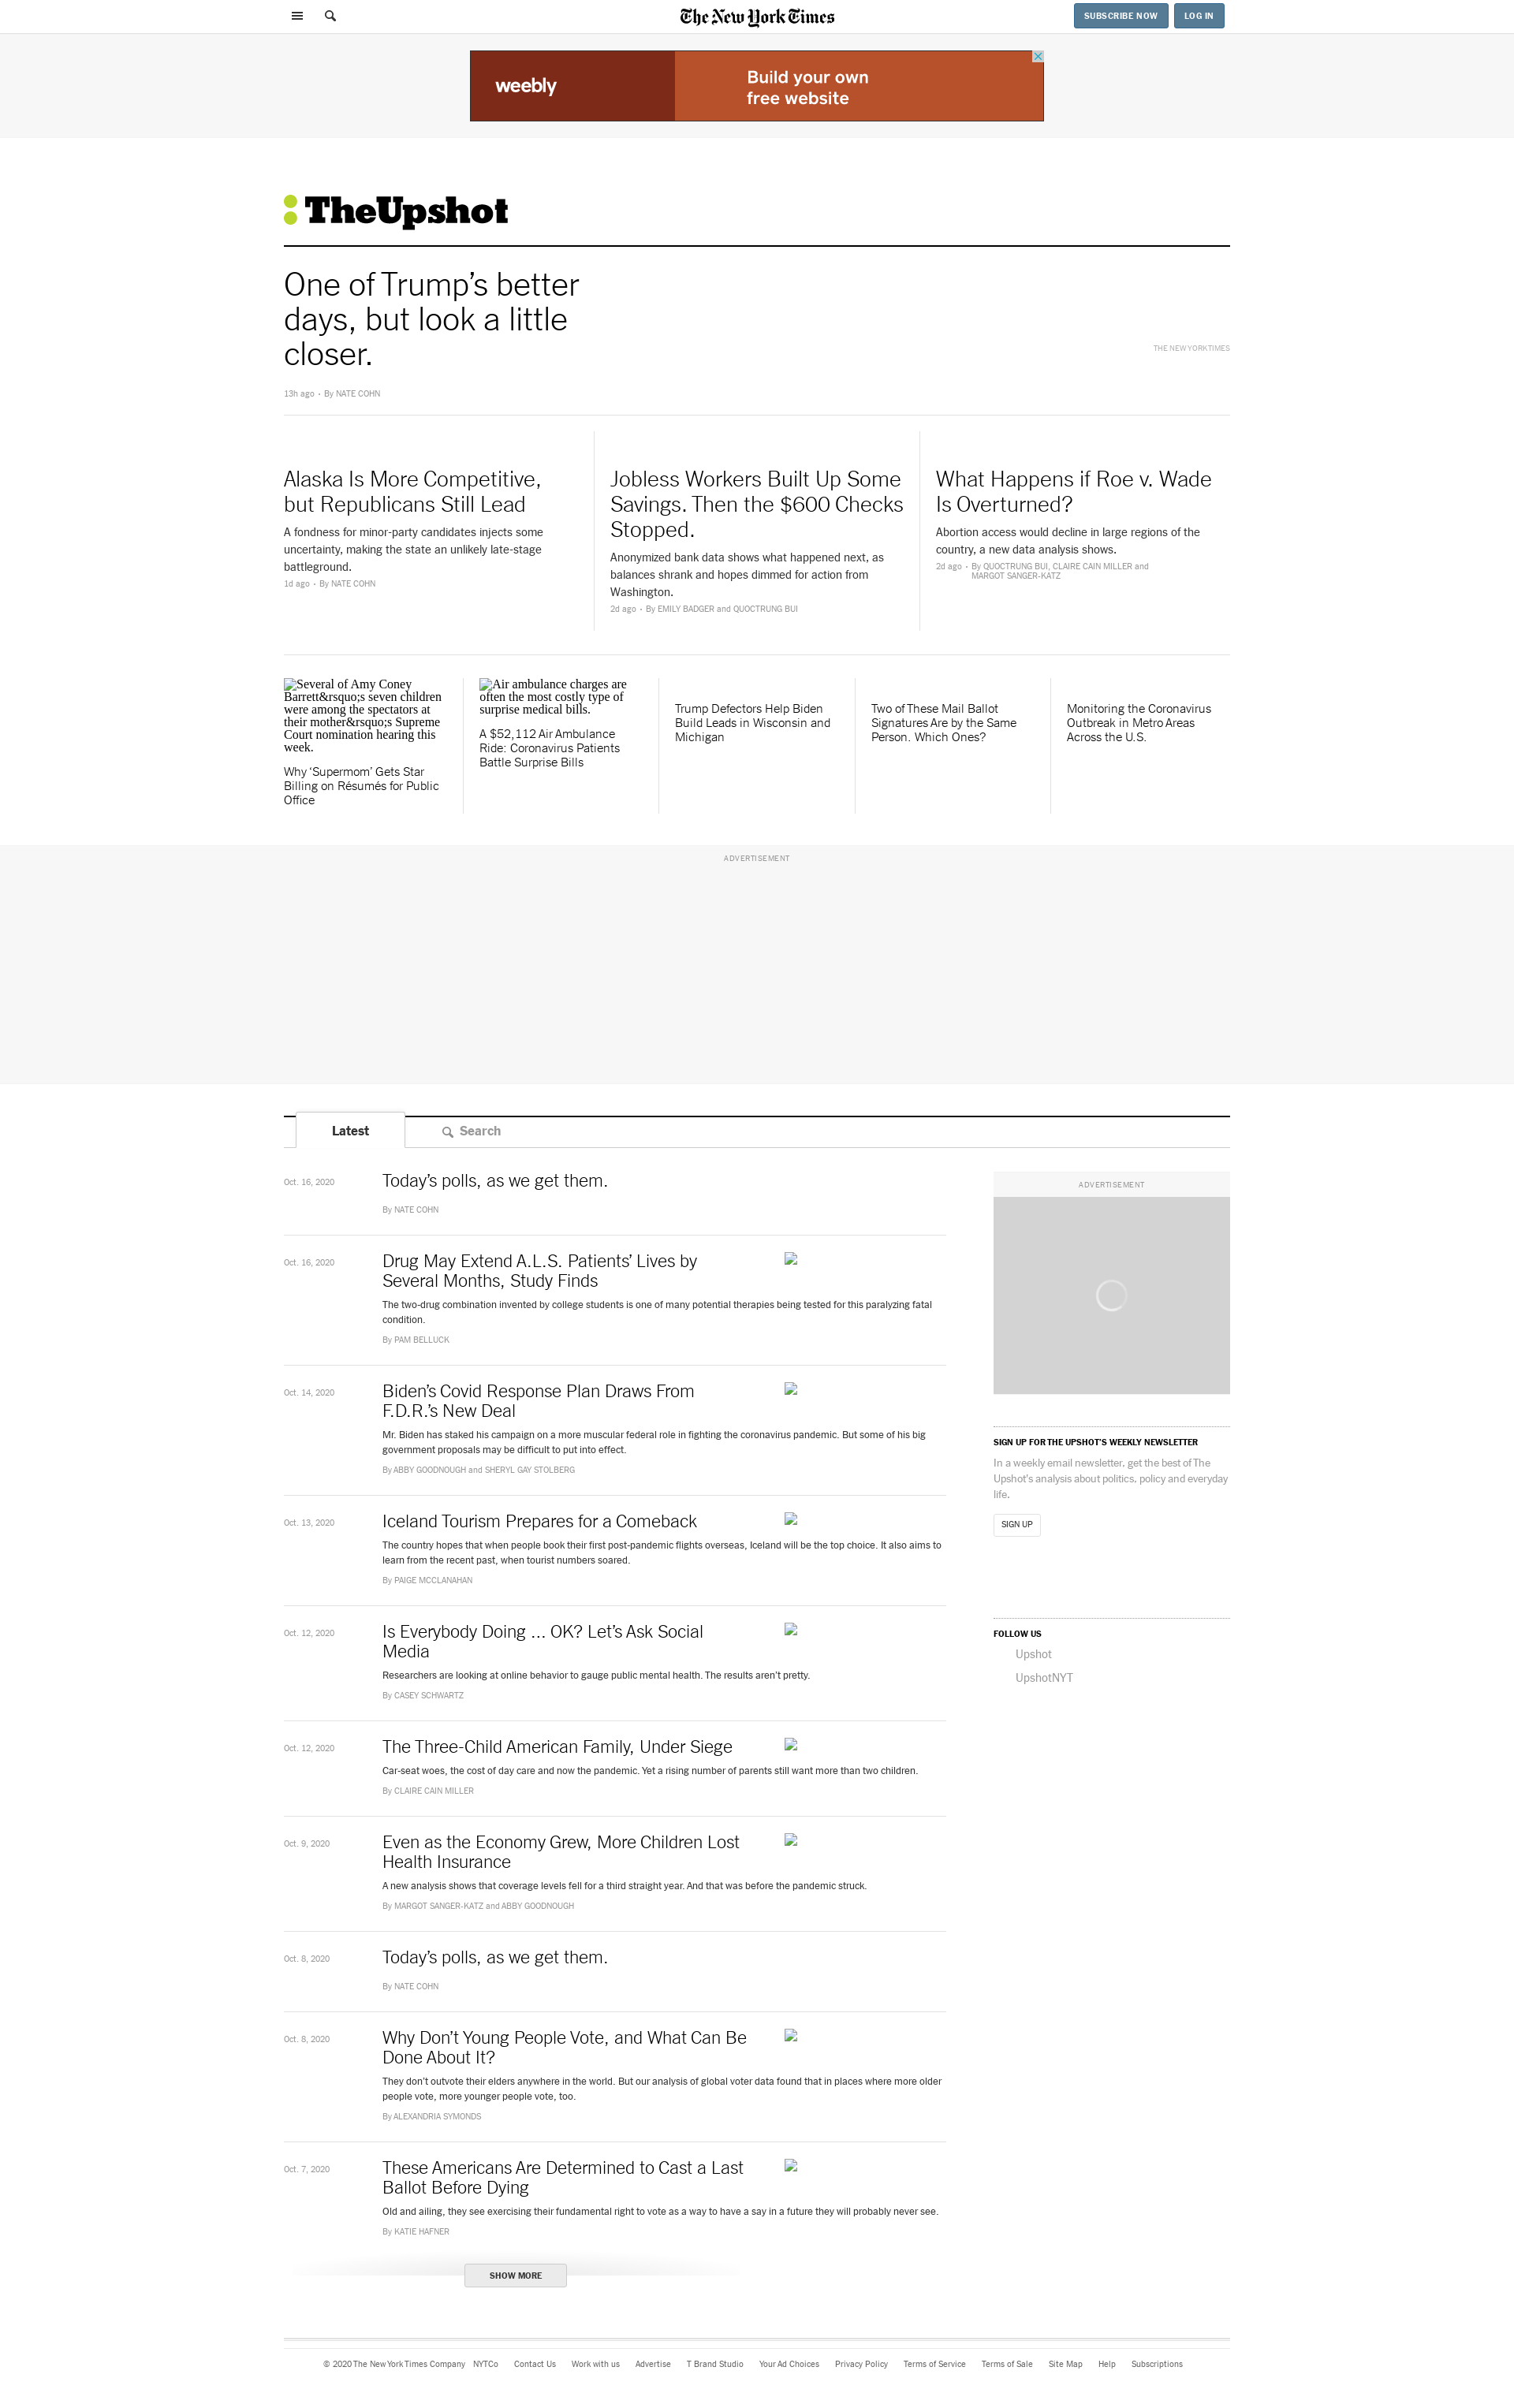 The New York Times
SUBSCRIBE NOW
LOG IN
weebly
Build your own
free website
TheUpshot
One of Trump’s better
days, but look a little
closer.
THE NEW YORK TIMES
13h ago · By NATE COHN
Alaska Is More Competitive,
but Republicans Still Lead
A fondness for minor-party candidates injects some
uncertainty, making the state an unlikely late-stage
battleground.
1d ago · By NATE COHN
Jobless Workers Built Up Some
Savings. Then the $600 Checks
Stopped.
Anonymized bank data shows what happened next, as
balances shrank and hopes dimmed for action from
Washington.
2d ago · By EMILY BADGER and QUOCTRUNG BUI
What Happens if Roe v. Wade
Is Overturned?
Abortion access would decline in large regions of the
country, a new data analysis shows.
2d ago · By QUOCTRUNG BUI, CLAIRE CAIN MILLER and
MARGOT SANGER-KATZ
Several of Amy Coney
Barrett&rsquo;s seven children
were among the spectators at
their mother&rsquo;s Supreme
Court nomination hearing this
week.
Why ‘Supermom’ Gets Star
Billing on Résumés for Public
Office
Air ambulance charges are
often the most costly type of
surprise medical bills.
A $52,112 Air Ambulance
Ride: Coronavirus Patients
Battle Surprise Bills
Trump Defectors Help Biden
Build Leads in Wisconsin and
Michigan
Two of These Mail Ballot
Signatures Are by the Same
Person. Which Ones?
Monitoring the Coronavirus
Outbreak in Metro Areas
Across the U.S.
ADVERTISEMENT
Latest
Search
Oct. 16, 2020
Today’s polls, as we get them.
By NATE COHN
Oct. 16, 2020
Drug May Extend A.L.S. Patients’ Lives by
Several Months, Study Finds
The two-drug combination invented by college students is one of many potential therapies being tested for this paralyzing fatal
condition.
By PAM BELLUCK
Oct. 14, 2020
Biden’s Covid Response Plan Draws From
F.D.R.’s New Deal
Mr. Biden has staked his campaign on a more muscular federal role in fighting the coronavirus pandemic. But some of his big
government proposals may be difficult to put into effect.
By ABBY GOODNOUGH and SHERYL GAY STOLBERG
Oct. 13, 2020
Iceland Tourism Prepares for a Comeback
The country hopes that when people book their first post-pandemic flights overseas, Iceland will be the top choice. It also aims to
learn from the recent past, when tourist numbers soared.
By PAIGE MCCLANAHAN
Oct. 12, 2020
Is Everybody Doing ... OK? Let’s Ask Social
Media
Researchers are looking at online behavior to gauge public mental health. The results aren’t pretty.
By CASEY SCHWARTZ
Oct. 12, 2020
The Three-Child American Family, Under Siege
Car-seat woes, the cost of day care and now the pandemic. Yet a rising number of parents still want more than two children.
By CLAIRE CAIN MILLER
Oct. 9, 2020
Even as the Economy Grew, More Children Lost
Health Insurance
A new analysis shows that coverage levels fell for a third straight year. And that was before the pandemic struck.
By MARGOT SANGER-KATZ and ABBY GOODNOUGH
Oct. 8, 2020
Today’s polls, as we get them.
By NATE COHN
Oct. 8, 2020
Why Don’t Young People Vote, and What Can Be
Done About It?
They don’t outvote their elders anywhere in the world. But our analysis of global voter data found that in places where more older
people vote, more younger people vote, too.
By ALEXANDRIA SYMONDS
Oct. 7, 2020
These Americans Are Determined to Cast a Last
Ballot Before Dying
Old and ailing, they see exercising their fundamental right to vote as a way to have a say in a future they will probably never see.
By KATIE HAFNER
SHOW MORE
ADVERTISEMENT
SIGN UP FOR THE UPSHOT’S WEEKLY NEWSLETTER
In a weekly email newsletter, get the best of The
Upshot’s analysis about politics, policy and everyday
life.
SIGN UP
FOLLOW US
Upshot
UpshotNYT
© 2020 The New York Times Company NYTCo Contact Us Work with us Advertise T Brand Studio Your Ad Choices Privacy Policy Terms of Service Terms of Sale Site Map Help Subscriptions